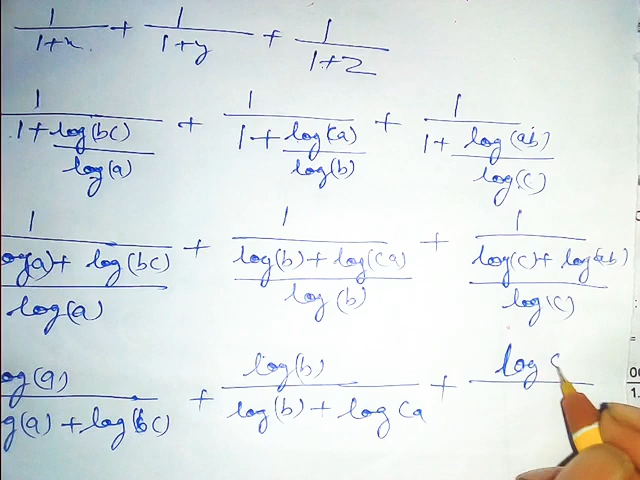 1/(1+x) + 1/(1+y) + 1/(1+z)
1/(1+log(bc)/log(a)) + 1/(1+log(ca)/log(b)) + 1/(1+log(ab)/log(c))
1/((log(a)+log(bc))/log(a)) + 1/((log(b)+log(ca))/log(b)) + 1/((log(c)+log(ab))/log(c))
og(a)/(g(a)+log(bc)) + log(b)/(log(b)+log ca) + log c